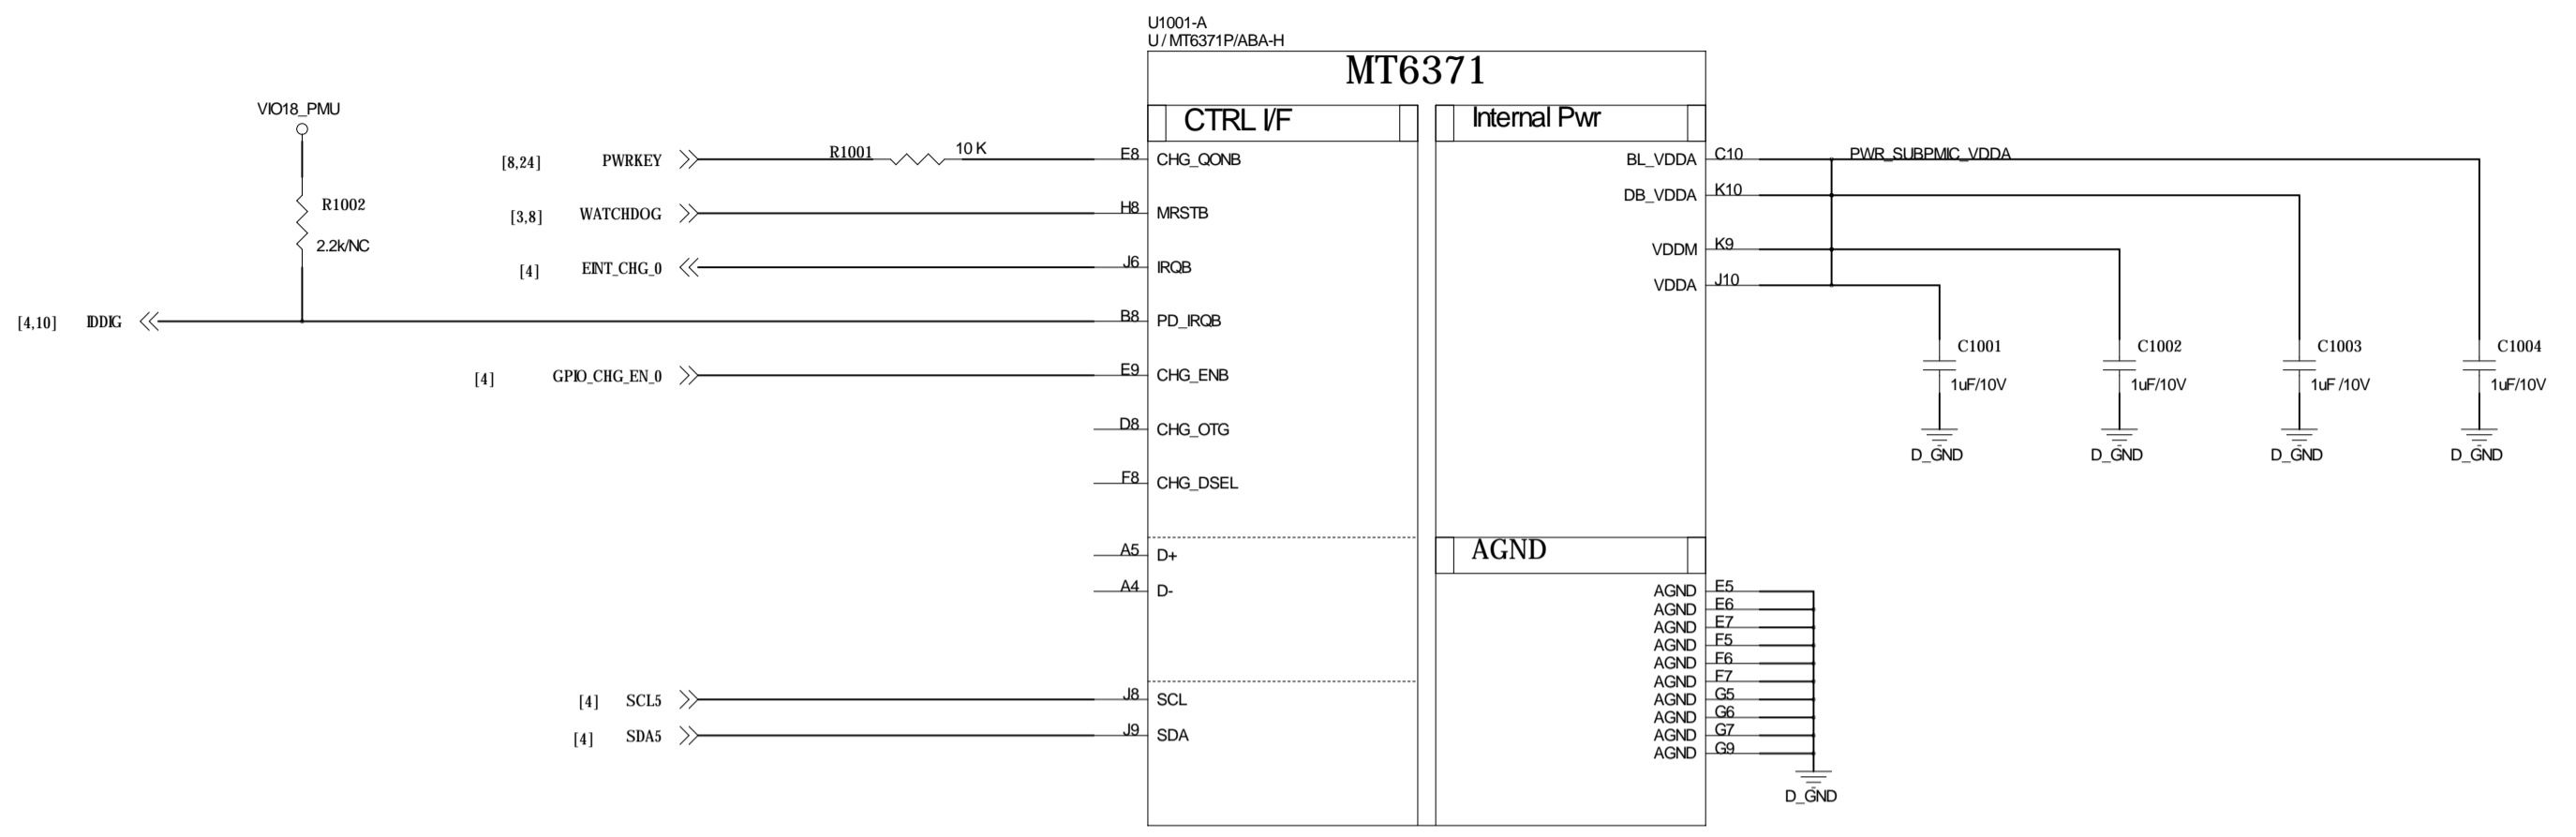 U1001-A
U / MT6371P/ABA-H
MT6371
CTRL I/F
Internal Pwr
VIO18_PMU
[8,24] PWRKEY R1001 10 K E8 CHG_QONB
BL_VDDA C10 PWR_SUBPMIC_VDDA
DB_VDDA K10
R1002
[3,8] WATCHDOG H8 MRSTB
2.2k/NC
VDDM K9
[4] EINT_CHG_0 J6 IRQB
VDDA J10
[4,10] IDDIG B8 PD_IRQB
C1001 C1002 C1003 C1004
[4] GPIO_CHG_EN_0 E9 CHG_ENB
1uF/10V 1uF/10V 1uF /10V 1uF/10V
D8 CHG_OTG
D_GND D_GND D_GND D_GND
F8 CHG_DSEL
AGND
A5 D+
A4 D-
AGND E5
AGND E6
AGND E7
AGND F5
AGND F6
AGND F7
[4] SCL5 J8 SCL
AGND G5
AGND G6
[4] SDA5 J9 SDA
AGND G7
AGND G9
D_GND